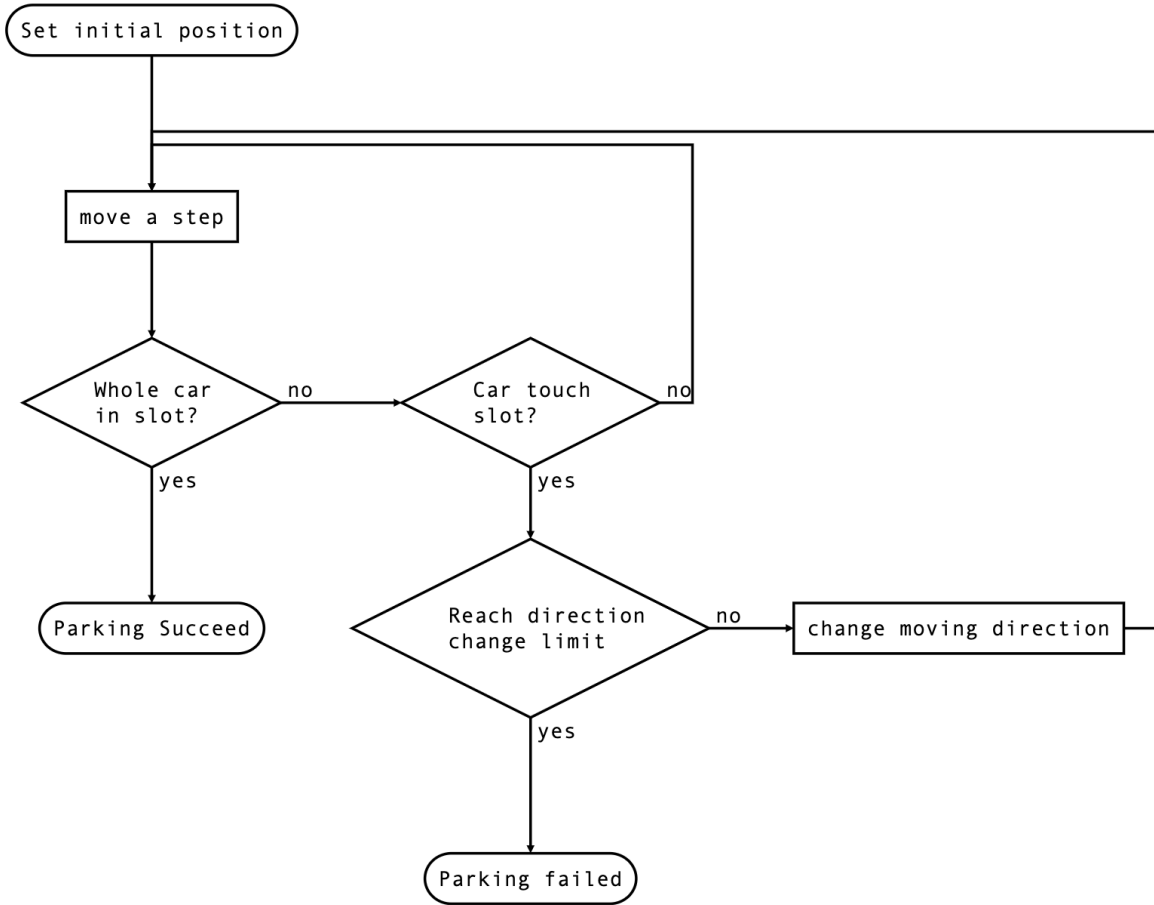 Set initial position
move a step
Whole car
in slot?
no
Car touch
slot?
no
yes
yes
Parking Succeed
Reach direction
change limit
no
change moving direction
yes
Parking failed